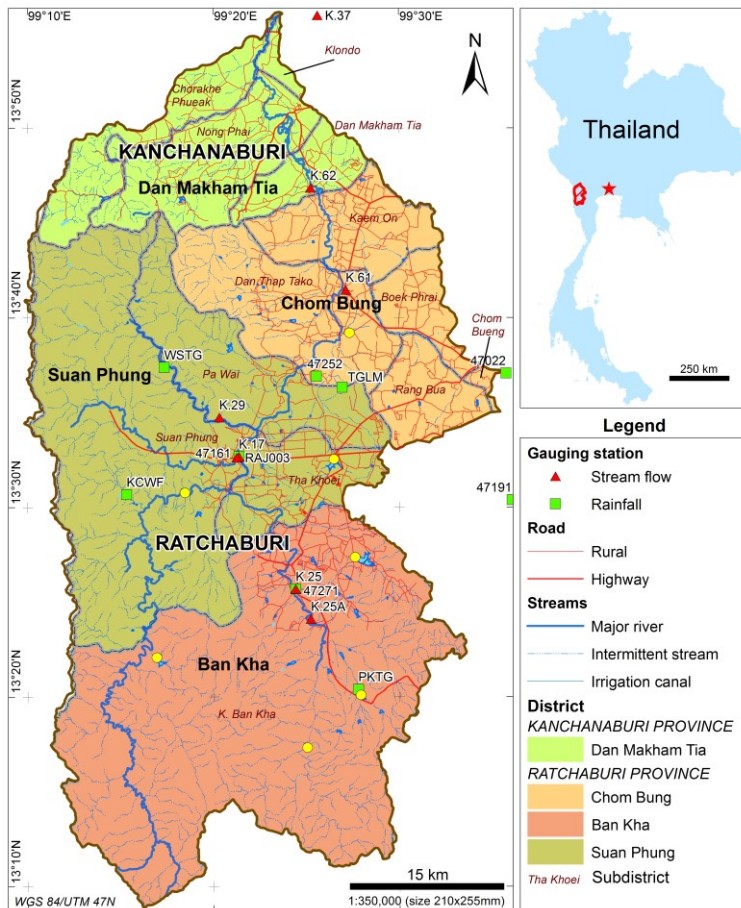 99°10'E
99°20'E
99°30'E
K.37
N
Klondo
Chorakhe
Phueak
13°50'N
Nong Phai
Dan Makham Tia
KANCHANABURI
Dan Makham Tia
K.62
Kaem On
13°40'N
Dan Thap Tako
K.61
Chom Bung
Boek Phrai
Chom
Bueng
WSTG
47252
47022
TGLM
Suan Phung
Pa Wai
Rang Bua
K.29
Suan Phung
K.17
47161
RAJ003
KCWF
Tha Khoei
47191
13°30'N
RATCHABURI
K.25
47271
K.25A
Ban Kha
13°20'N
PKTG
K. Ban Kha
13°10'N
15 km
WGS 84/UTM 47N
1:350,000 (size 210x255mm)
Thailand
250 km
Legend
Gauging station
Stream flow
Rainfall
Road
Rural
Highway
Streams
Major river
Intermittent stream
Irrigation canal
District
KANCHANABURI PROVINCE
Dan Makham Tia
RATCHABURI PROVINCE
Chom Bung
Ban Kha
Suan Phung
Tha Khoei Subdistrict